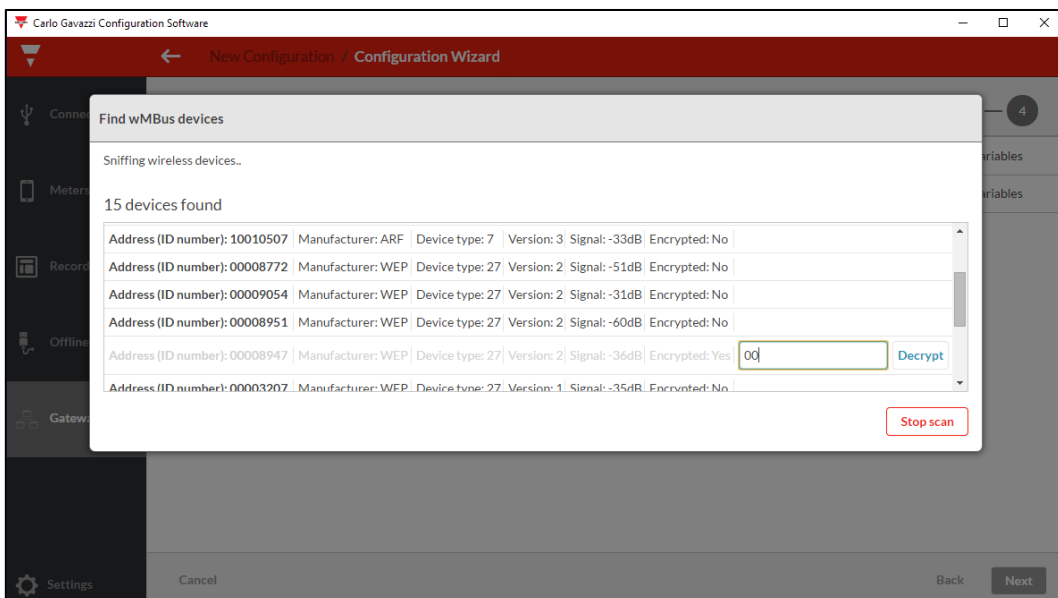 Carlo Gavazzi Configuration Software
New Configuration / Configuration Wizard
Conne
4
Find wMBus devices
Sniffing wireless devices..
ariables
Meters
ariables
15 devices found
Address (ID number): 10010507 Manufacturer: ARF Device type: 7 Version: 3 Signal: -33dB Encrypted: No
Record
Address (ID number): 00008772 Manufacturer: WEP Device type: 27 Version: 2 Signal: -51dB Encrypted: No
Address (ID number): 00009054 Manufacturer: WEP Device type: 27 Version: 2 Signal: -31dB Encrypted: No
Address (ID number): 00008951 Manufacturer: WEP Device type: 27 Version: 2 Signal: -60dB Encrypted: No
Offline
Address (ID number): 00008947 Manufacturer: WEP Device type: 27 Version: 2 Signal: -36dB Encrypted: Yes 00 Decrypt
Address (ID number): 00003207 Manufacturer: WEP Device type: 27 Version: 1 Signal: -35dB Encrypted: No
Gatew
Stop scan
Settings
Cancel
Back
Next